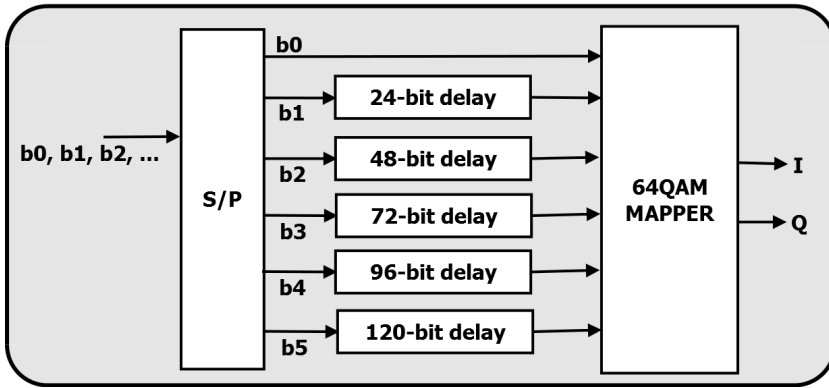 b0
24-bit delay
b1
b0, b1, b2, ...
48-bit delay
b2
S/P
64QAM
MAPPER
I
72-bit delay
b3
Q
96-bit delay
b4
120-bit delay
b5